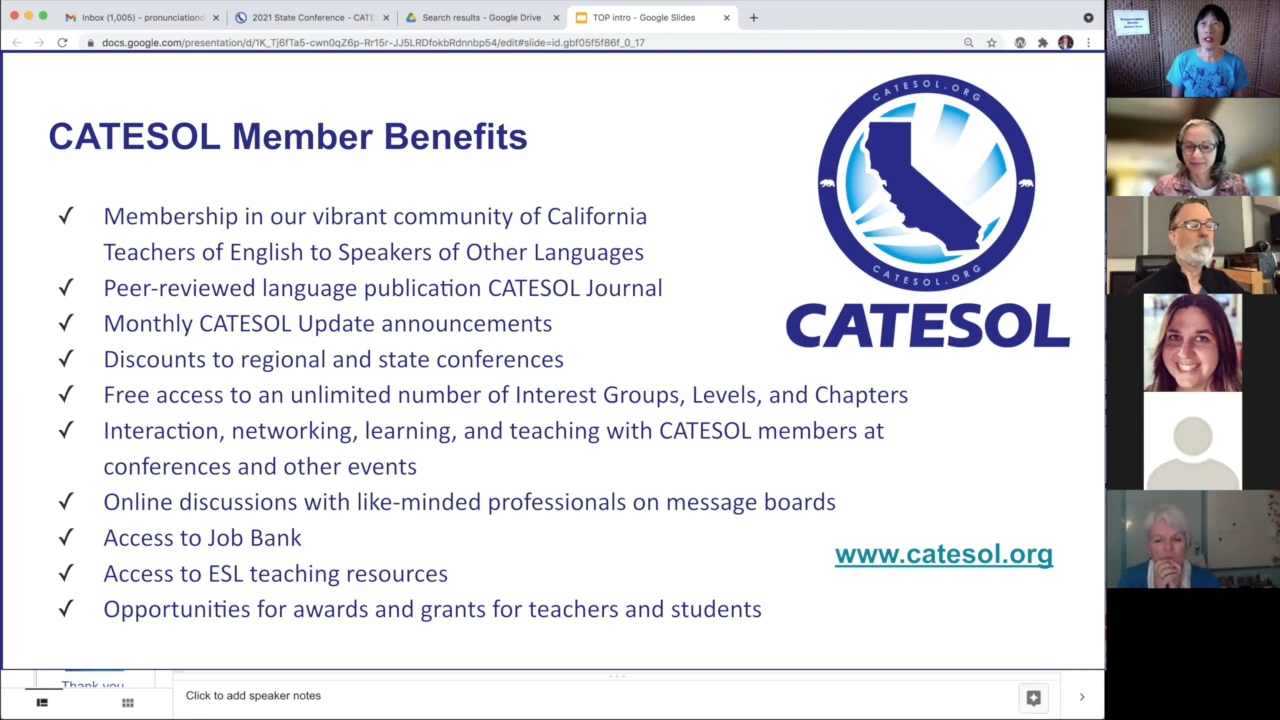 Inbox (1,005) - pronunciationd
2021 State Conference - CATE
Search results - Google Drive
TOP intro - Google Slides
docs.google.com/presentation/d/1K_Tj6fTa5-cwn0qZ6p-Rr15r-JJ5LRDfokbRdnnbp54/edit#slide=id.gbf05f5f86f_0_17
CATESOL.ORG
CATESOL Member Benefits
✓ Membership in our vibrant community of California
Teachers of English to Speakers of Other Languages
CATESOL.ORG
✓ Peer-reviewed language publication CATESOL Journal
CATESOL
✓ Monthly CATESOL Update announcements
✓ Discounts to regional and state conferences
✓ Free access to an unlimited number of Interest Groups, Levels, and Chapters
✓ Interaction, networking, learning, and teaching with CATESOL members at
conferences and other events
✓ Online discussions with like-minded professionals on message boards
✓ Access to Job Bank
www.catesol.org
✓ Access to ESL teaching resources
✓ Opportunities for awards and grants for teachers and students
Thank you
Click to add speaker notes